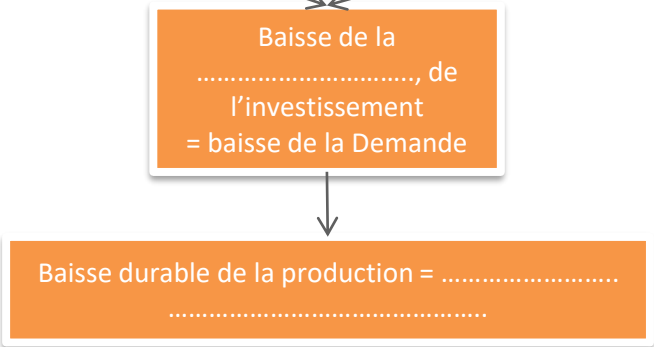 Baisse de la
………………………….., de
l’investissement
= baisse de la Demande
Baisse durable de la production = ……………………..
………………………………………..